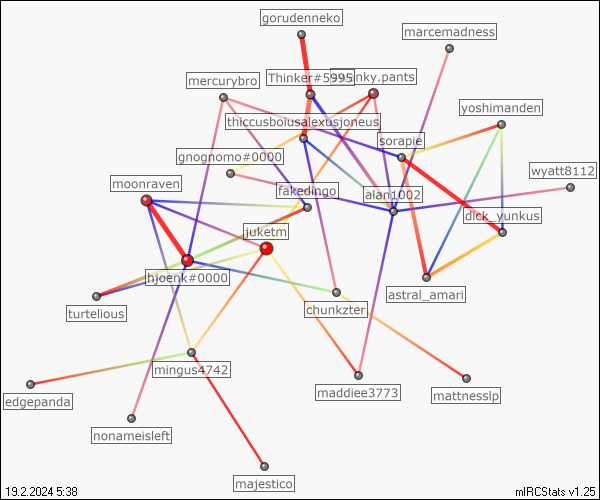 gorudenneko
marcemadness
Thinker#5995
stinky.pants
mercurybro
yoshimanden
thiccusboiusalexusjoneus
sorapie
gnognomo#0000
wyatt8112
moonraven
fakedingo
alan1002
dick_yunkus
juketm
hjoenk#0000
astral_amari
chunkzter
turtelious
mingus4742
maddiee3773
mattnesslp
edgepanda
nonameisleft
majestico
19.2.2024 5:38
mIRCStats v1.25